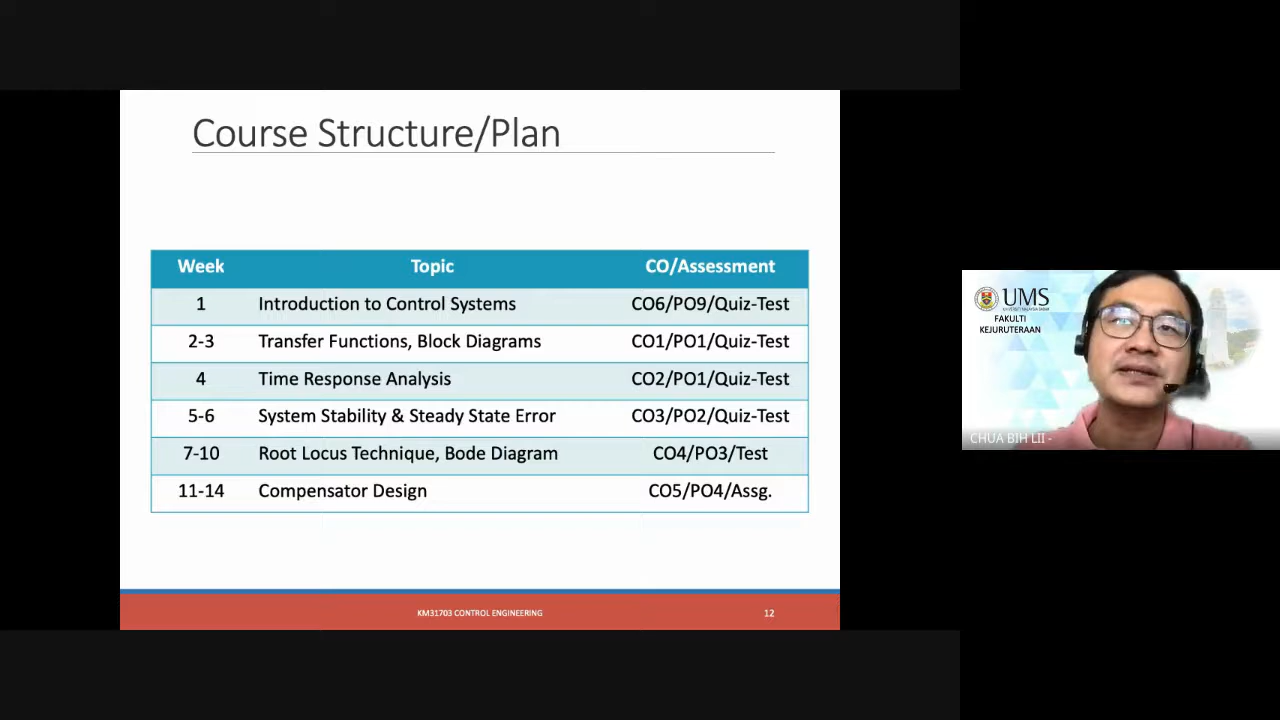 Course Structure/Plan
Week Topic CO/Assessment
1 Introduction to Control Systems CO6/PO9/Quiz-Test
2-3 Transfer Functions, Block Diagrams CO1/PO1/Quiz-Test
4 Time Response Analysis CO2/PO1/Quiz-Test
5-6 System Stability & Steady State Error CO3/PO2/Quiz-Test
7-10 Root Locus Technique, Bode Diagram CO4/PO3/Test
11-14 Compensator Design CO5/PO4/Assg.
KM31703 CONTROL ENGINEERING 12
UMS
UNIVERSITI MALAYSIA SABAH
FAKULTI
KEJURUTERAAN
CHUA BIH LII -